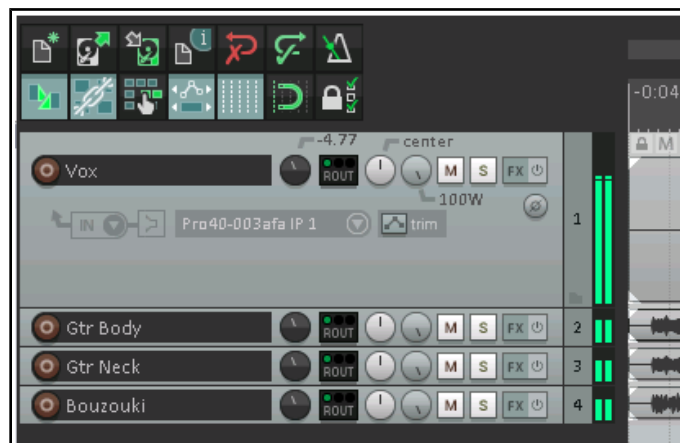 i
-0:04
-4.77 center
M
Vox ROUT M S FX
100W
IN Pro40-003afa IP 1 trim 1
Gtr Body ROUT M S FX 2
Gtr Neck ROUT M S FX 3
Bouzouki ROUT M S FX 4